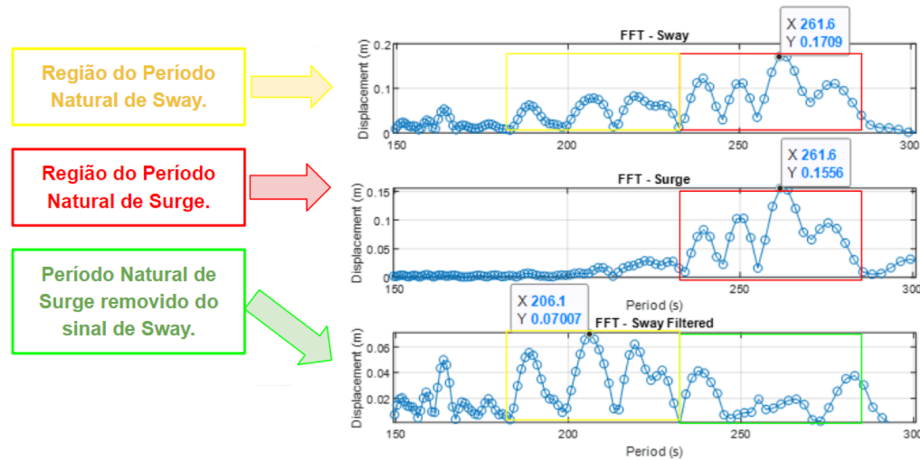 Região do Período
Natural de Sway.
Região do Período
Natural de Surge.
Período Natural de
Surge removido do
sinal de Sway.
FFT - Sway
X 261.6
Y 0.1709
Displacement (m)
0.2
0.1
0
150
200
250
300
FFT - Surge
X 261.6
Y 0.1556
Displacement (m)
0.15
0.1
0.05
0
150
200
250
300
Period (s)
FFT - Sway Filtered
X 206.1
Y 0.07007
Displacement (m)
0.06
0.04
0.02
150
200
250
300
Period (s)